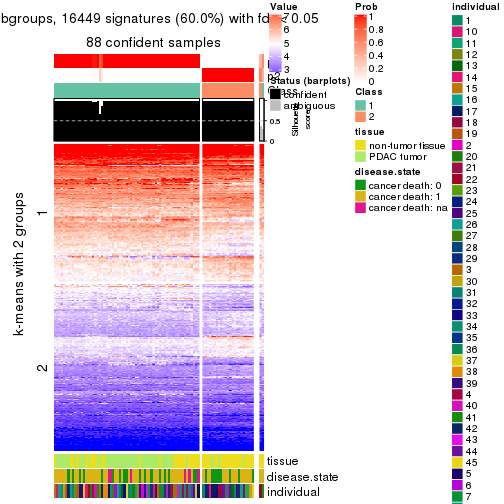 bgroups, 16449 signatures (60.0%) with fd
0.05
88 confident samples
Value
7
6
5
4
3
Status (barplots)
confident
ambiguous
Prob
1
0.8
0.6
0.4
0.2
0
Class
1
2
tissue
non-tumor tissue
PDAC tumor
disease.state
cancer death: 0
cancer death: 1
cancer death: na
individual
1
10
11
12
13
14
15
16
17
18
19
2
20
21
22
23
24
25
26
27
28
29
3
30
31
32
33
34
35
36
37
38
39
4
40
41
42
43
44
45
5
6
7
p2
Class
1
0.5
0
Silhouette
score
k-means with 2 groups
1
2
tissue
disease.state
individual